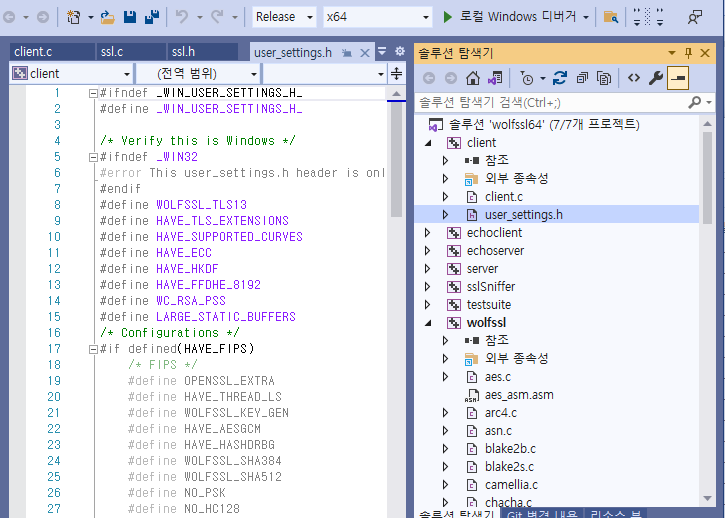 Release x64 로컬 Windows 디버거
client.c ssl.c ssl.h user_settings.h
client (전역 범위)
1 #ifndef _WIN_USER_SETTINGS_H_
2 #define _WIN_USER_SETTINGS_H_
3
4 /* Verify this is Windows */
5 #ifndef _WIN32
6 #error This user_settings.h header is onl
7 #endif
8 #define WOLFSSL_TLS13
9 #define HAVE_TLS_EXTENSIONS
10 #define HAVE_SUPPORTED_CURVES
11 #define HAVE_ECC
12 #define HAVE_HKDF
13 #define HAVE_FFDHE_8192
14 #define WC_RSA_PSS
15 #define LARGE_STATIC_BUFFERS
16 /* Configurations */
17 #if defined(HAVE_FIPS)
18 /* FIPS */
19 #define OPENSSL_EXTRA
20 #define HAVE_THREAD_LS
21 #define WOLFSSL_KEY_GEN
22 #define HAVE_AESGCM
23 #define HAVE_HASHDRBG
24 #define WOLFSSL_SHA384
25 #define WOLFSSL_SHA512
26 #define NO_PSK
27 #define NO_HC128
솔루션 탐색기
솔루션 탐색기 검색(Ctrl+;)
솔루션 'wolfssl64' (7/7개 프로젝트)
client
참조
외부 종속성
client.c
user_settings.h
echoclient
echoserver
server
sslSniffer
testsuite
wolfssl
참조
외부 종속성
aes.c
aes_asm.asm
arc4.c
asn.c
blake2b.c
blake2s.c
camellia.c
chacha.c
솔루션 탐색기 Git 변경 내용 리소스 뷰